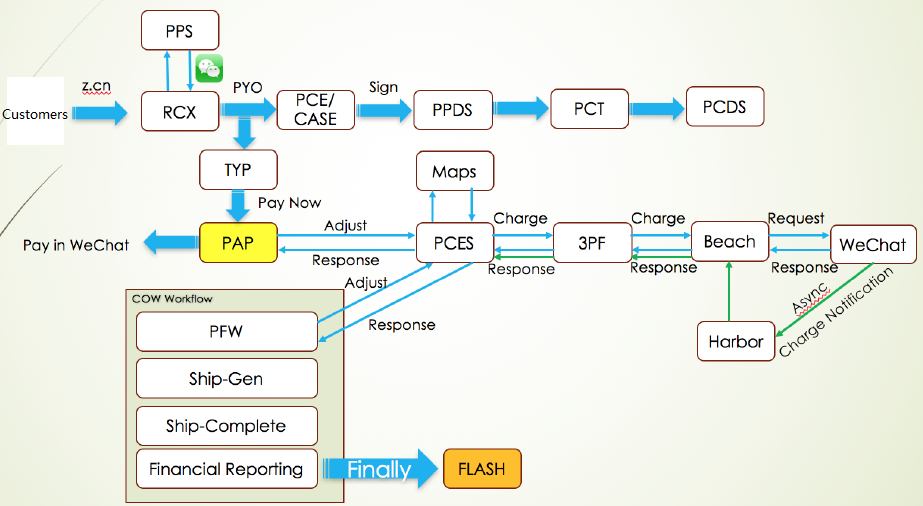 PPS
z.cn
PYO
Sign
Customers
RCX
PCE/
CASE
PPDS
PCT
PCDS
TYP
Maps
Pay Now
Pay in WeChat
PAP
Adjust
Response
PCES
Charge
Response
3PF
Charge
Response
Beach
Request
Response
WeChat
Adjust
Response
Async
Charge Notification
Harbor
COW Workflow
PFW
Ship-Gen
Ship-Complete
Financial Reporting
Finally
FLASH